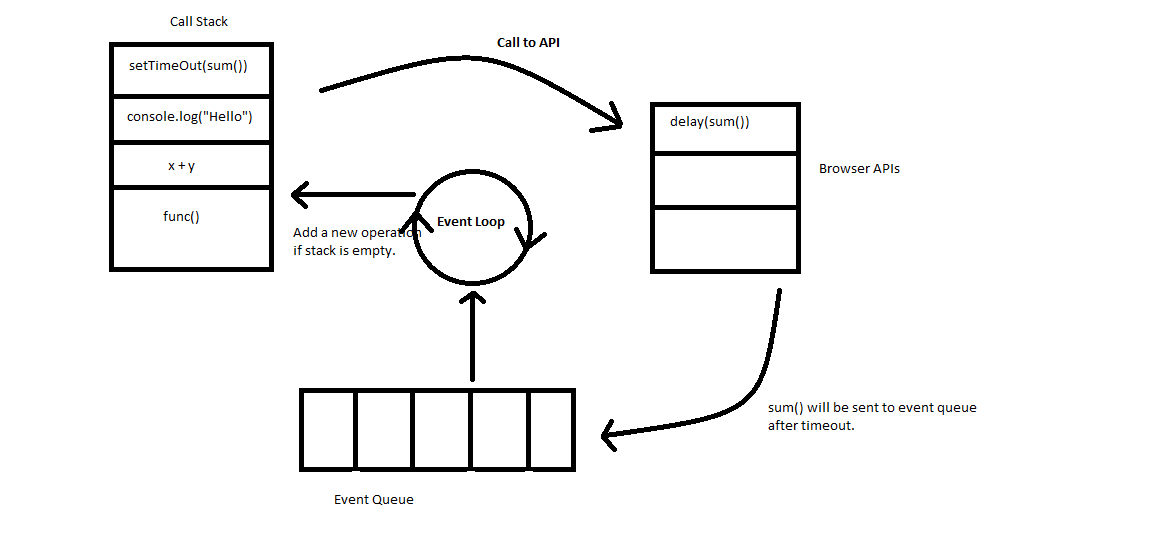 Call Stack
Call to API
setTimeOut(sum())
console.log("Hello")
x + y
func()
delay(sum())
Browser APIs
Event Loop
Add a new operation
if stack is empty.
sum() will be sent to event queue
after timeout.
Event Queue